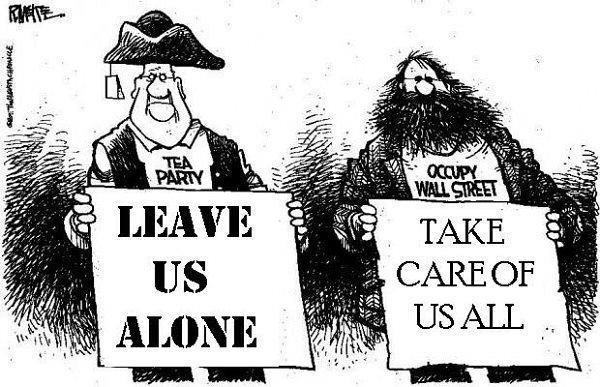 TEA
PARTY
LEAVE
US
ALONE
OCCUPY
WALL STREET
TAKE
CARE OF
US ALL